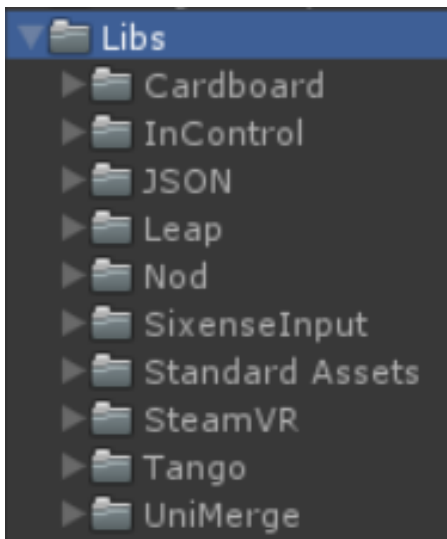 Libs
Cardboard
InControl
JSON
Leap
Nod
SixenseInput
Standard Assets
SteamVR
Tango
UniMerge